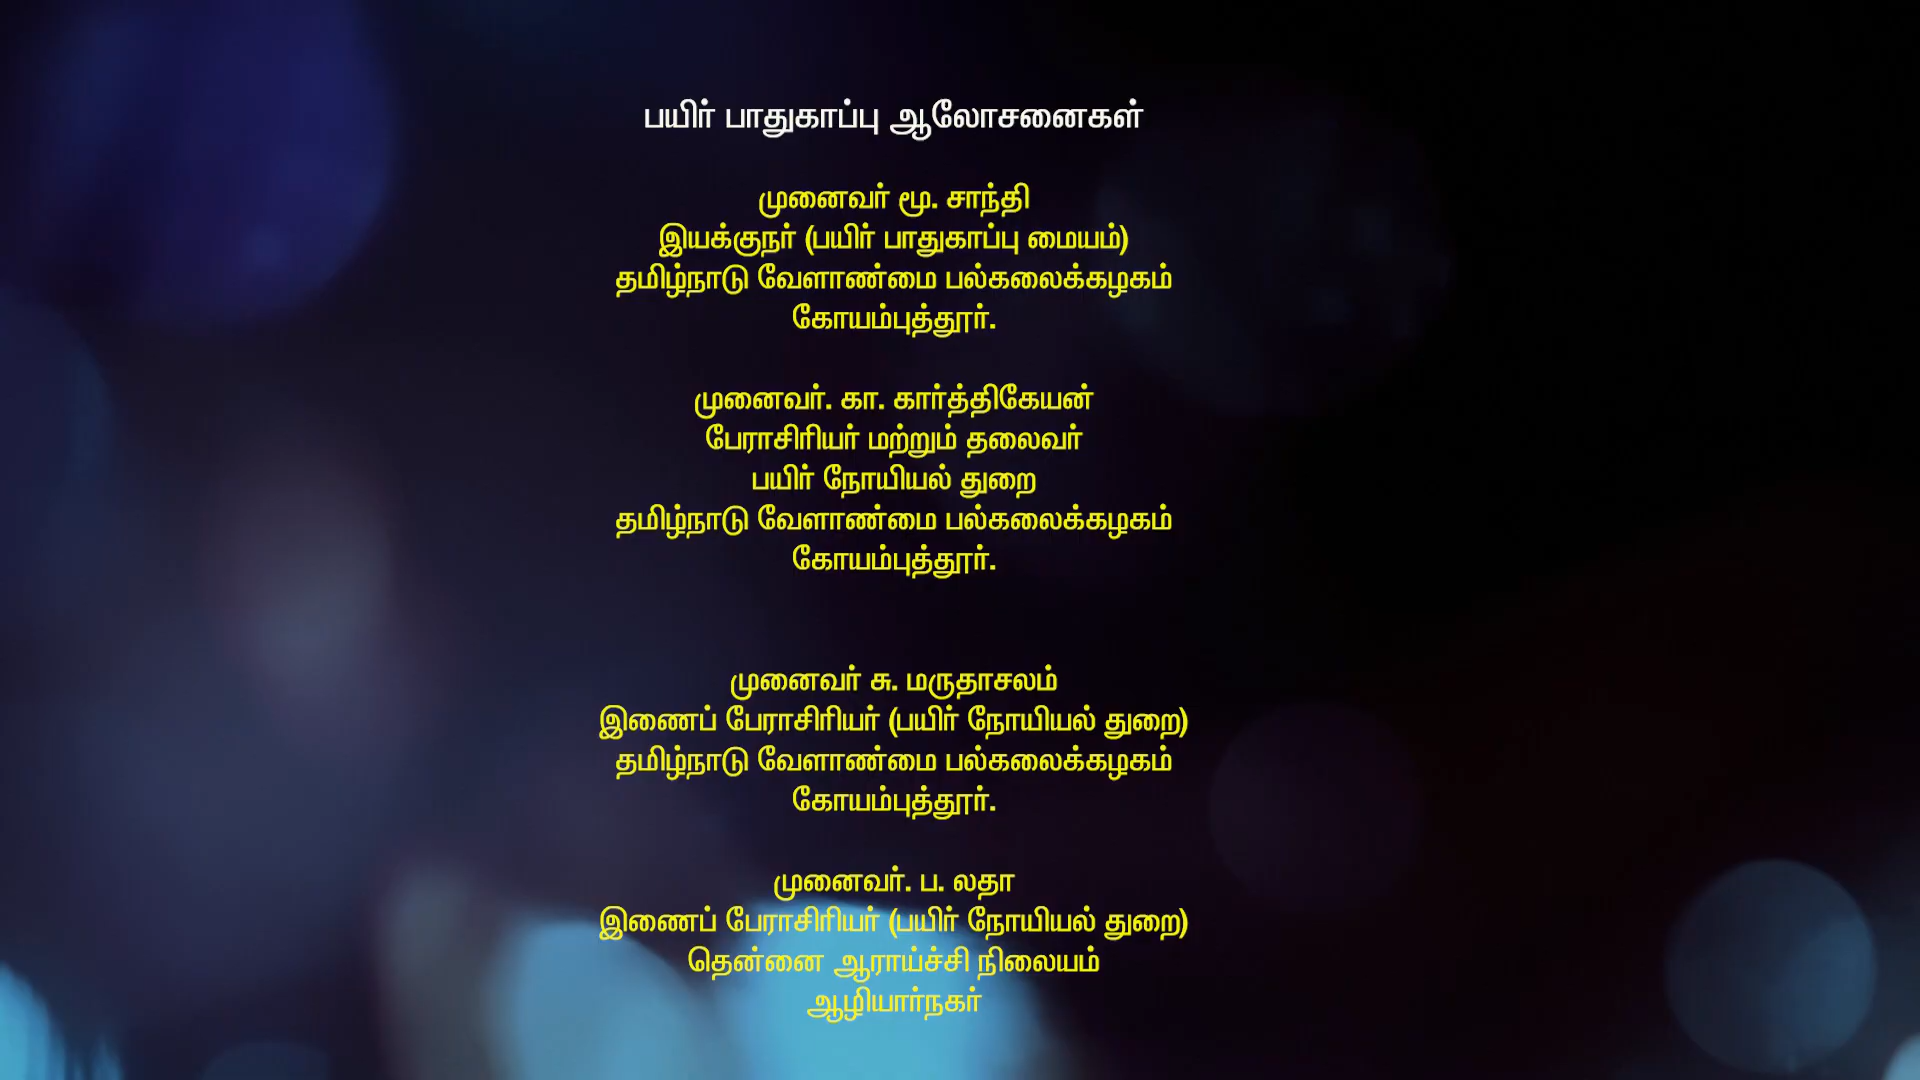 பயிர் பாதுகாப்பு ஆலோசனைகள்
முனைவர் மூ. சாந்தி
இயக்குநர் (பயிர் பாதுகாப்பு மையம்)
தமிழ்நாடு வேளாண்மை பல்கலைக்கழகம்
கோயம்புத்தூர்.
முனைவர். கா. கார்த்திகேயன்
பேராசிரியர் மற்றும் தலைவர்
பயிர் நோயியல் துறை
தமிழ்நாடு வேளாண்மை பல்கலைக்கழகம்
கோயம்புத்தூர்.
முனைவர் சு. மருதாசலம்
இணைப் பேராசிரியர் (பயிர் நோயியல் துறை)
தமிழ்நாடு வேளாண்மை பல்கலைக்கழகம்
கோயம்புத்தூர்.
முனைவர். ப. லதா
இணைப் பேராசிரியர் (பயிர் நோயியல் துறை)
தென்னை ஆராய்ச்சி நிலையம்
ஆழியார்நகர்